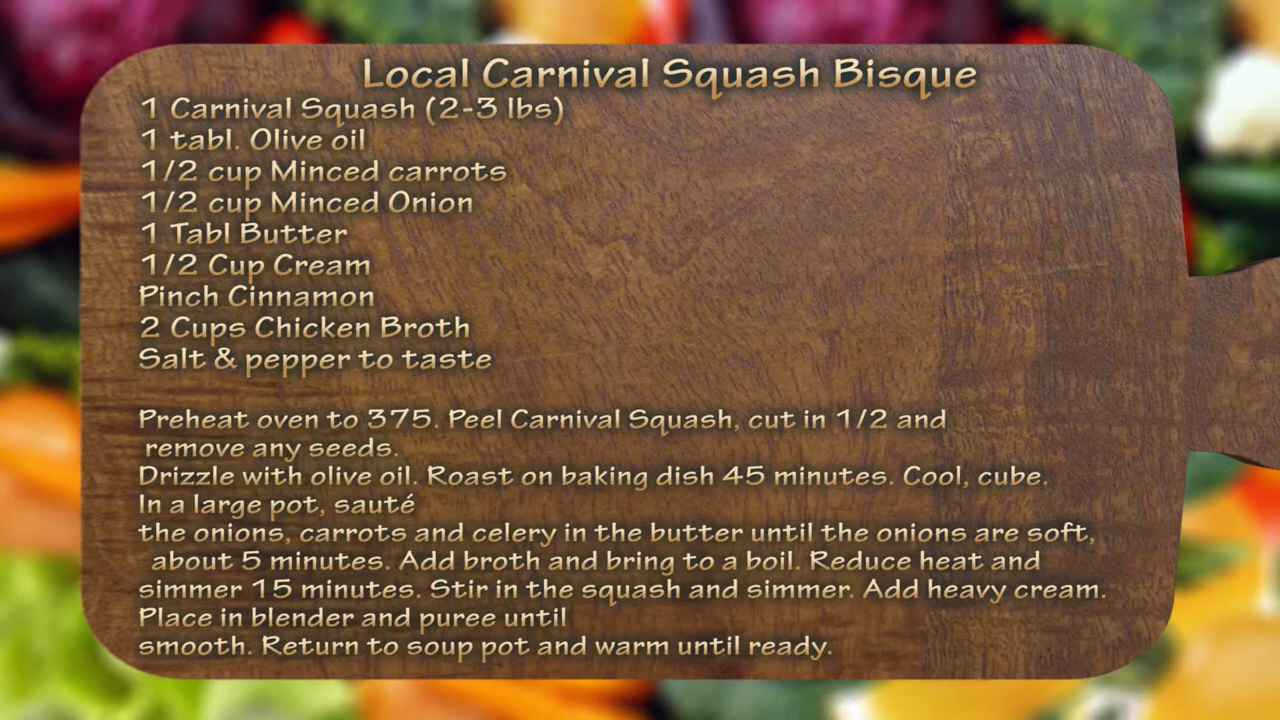 Local Carnival Squash Bisque
1 Carnival Squash (2-3 lbs)
1 tabl. Olive oil
1/2 cup Minced carrots
1/2 cup Minced Onion
1 Tabl Butter
1/2 Cup Cream
Pinch Cinnamon
2 Cups Chicken Broth
Salt & pepper to taste
Preheat oven to 375. Peel Carnival Squash, cut in 1/2 and
remove any seeds.
Drizzle with olive oil. Roast on baking dish 45 minutes. Cool, cube.
In a large pot, sauté
the onions, carrots and celery in the butter until the onions are soft,
about 5 minutes. Add broth and bring to a boil. Reduce heat and
simmer 15 minutes. Stir in the squash and simmer. Add heavy cream.
Place in blender and puree until
smooth. Return to soup pot and warm until ready.